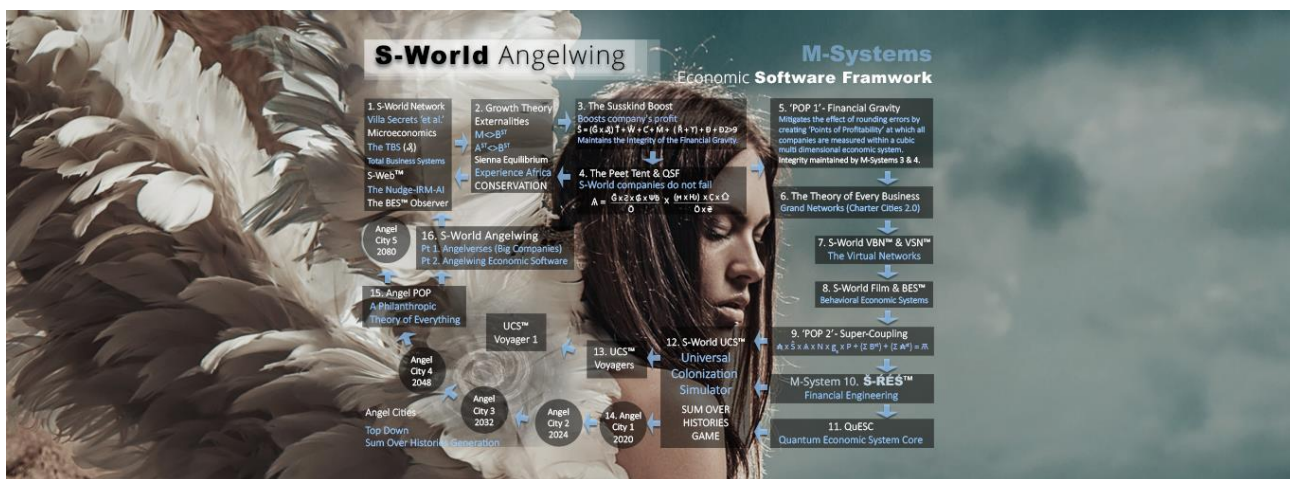 S-World Angelwing
M-Systems
Economic Software Framwork
1. S-World Network
Villa Secrets 'et al.'
Microeconomics
The TBS
Total Business Systems
S-Web™
The Nudge-IRM-AI
The BES™ Observer
2. Growth Theory
Externalities
M<>Bˢᵀ
Aˢᵀ<>Bˢᵀ
Sienna Equilibrium
Experience Africa
CONSERVATION
3. The Susskind Boost
Boosts company's profit
Maintains the Integrity of the Financial Gravity.
4. The Peet Tent & QSF
S-World companies do not fail
5. 'POP 1'- Financial Gravity
Mitigates the effect of rounding errors by
creating 'Points of Profitability' at which all
companies are measured within a cubic
multi dimensional economic system.
Integrity maintained by M-Systems 3 & 4.
6. The Theory of Every Business
Grand Networks (Charter Cities 2.0)
7. S-World VBN™ & VSN™
The Virtual Networks
8. S-World Film & BES™
Behavioral Economic Systems
9. 'POP 2'- Super-Coupling
M-System 10. Ŝ-ŔÉŚ™
Financial Engineering
11. QuESC
Quantum Economic System Core
12. S-World UCS™
Universal
Colonization
Simulator
SUM OVER
HISTORIES
GAME
13. UCS™
Voyagers
UCS™
Voyager 1
14. Angel
City 1
2020
Angel
City 2
2024
Angel
City 3
2032
Angel
City 4
2048
Angel
City 5
2080
15. Angel POP
A Philanthropic
Theory of Everything
16. S-World Angelwing
Pt 1. Angelverses (Big Companies)
Pt 2. Angelwing Economic Software
Angel Cities
Top Down
Sum Over Histories Generation